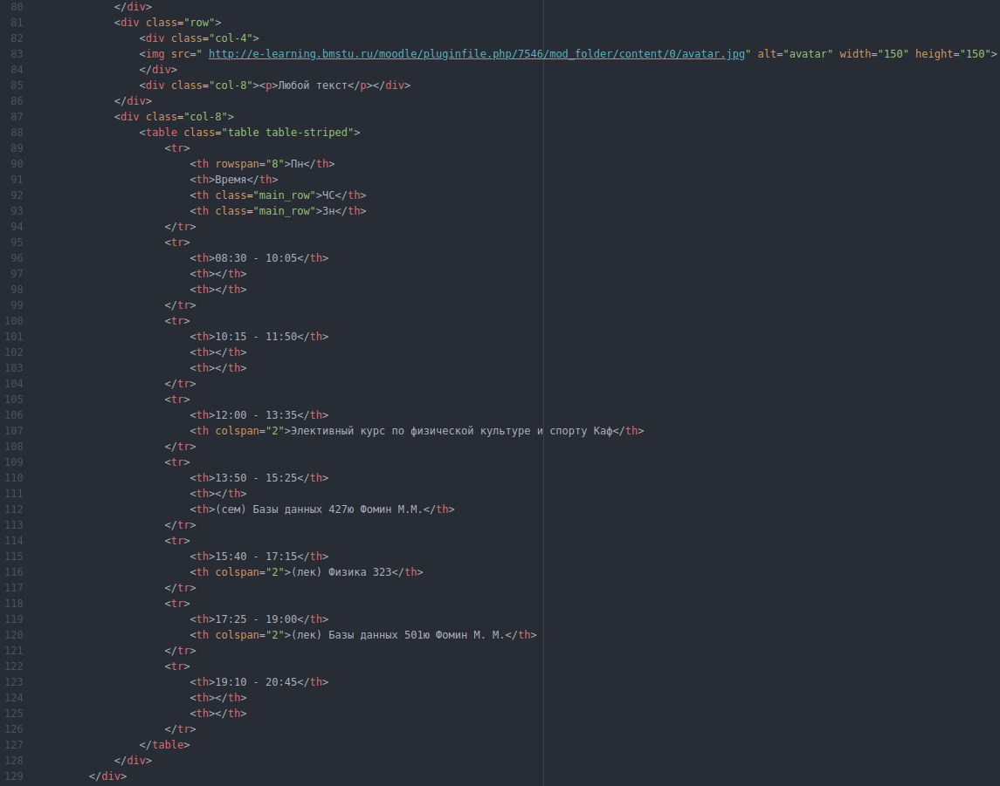 80 </div>
81 <div class="row">
82 <div class="col-4">
83 <img src=" http://e-learning.bmstu.ru/moodle/pluginfile.php/7546/mod_folder/content/0/avatar.jpg" alt="avatar" width="150" height="150">
84 </div>
85 <div class="col-8"><p>Любой текст</p></div>
86 </div>
87 <div class="col-8">
88 <table class="table table-striped">
89 <tr>
90 <th rowspan="8">Пн</th>
91 <th>Время</th>
92 <th class="main_row">ЧС</th>
93 <th class="main_row">Зн</th>
94 </tr>
95 <tr>
96 <th>08:30 - 10:05</th>
97 <th></th>
98 <th></th>
99 </tr>
100 <tr>
101 <th>10:15 - 11:50</th>
102 <th></th>
103 <th></th>
104 </tr>
105 <tr>
106 <th>12:00 - 13:35</th>
107 <th colspan="2">Элективный курс по физической культуре и спорту Каф</th>
108 </tr>
109 <tr>
110 <th>13:50 - 15:25</th>
111 <th></th>
112 <th>(сем) Базы данных 427ю Фомин М.М.</th>
113 </tr>
114 <tr>
115 <th>15:40 - 17:15</th>
116 <th colspan="2">(лек) Физика 323</th>
117 </tr>
118 <tr>
119 <th>17:25 - 19:00</th>
120 <th colspan="2">(лек) Базы данных 501ю Фомин М. М.</th>
121 </tr>
122 <tr>
123 <th>19:10 - 20:45</th>
124 <th></th>
125 <th></th>
126 </tr>
127 </table>
128 </div>
129 </div>